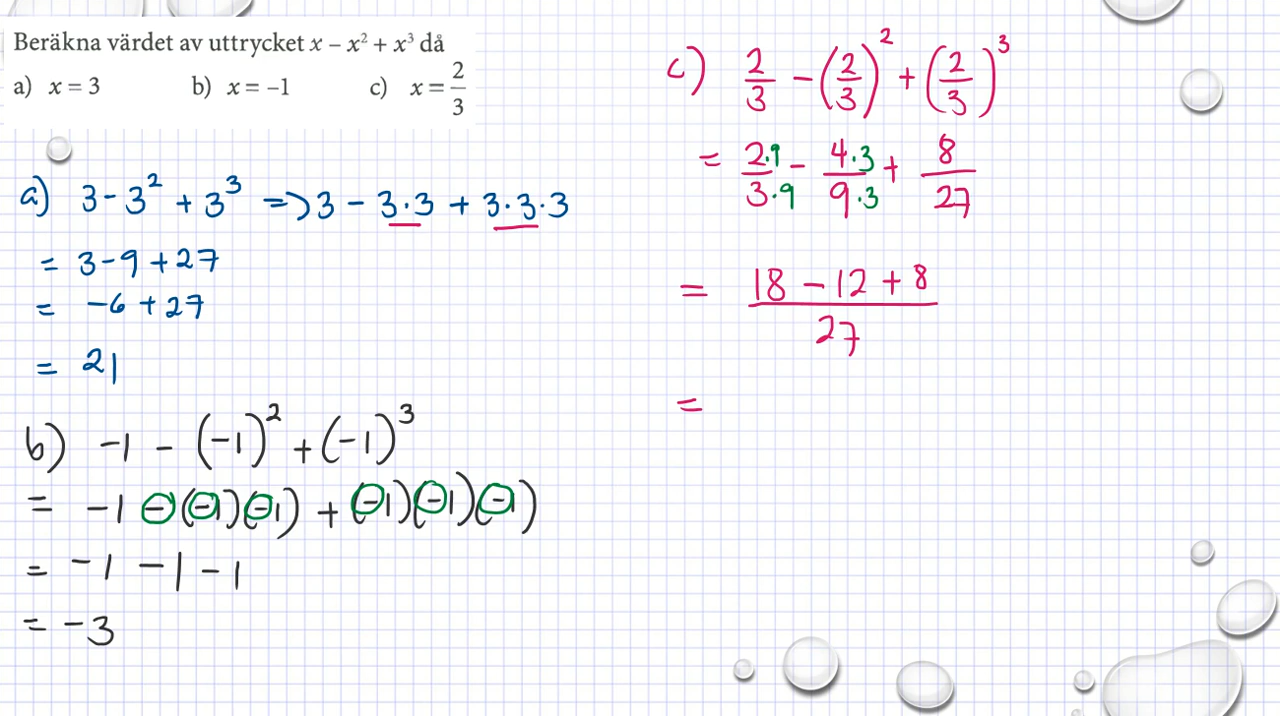 Beräkna värdet av uttrycket x – x² + x³ då
a) x = 3 b) x = –1 c) x = 2/3
a) 3 - 3² + 3³ => 3 - 3·3 + 3·3·3
= 3 - 9 + 27
= -6 + 27
= 21
b) -1 - (-1)² + (-1)³
= -1 - (-1)(-1) + (-1)(-1)(-1)
= -1 - 1 - 1
= -3
c) 2/3 - (2/3)² + (2/3)³
= 2·9/3·9 - 4·3/9·3 + 8/27
= 18 - 12 + 8/27
=